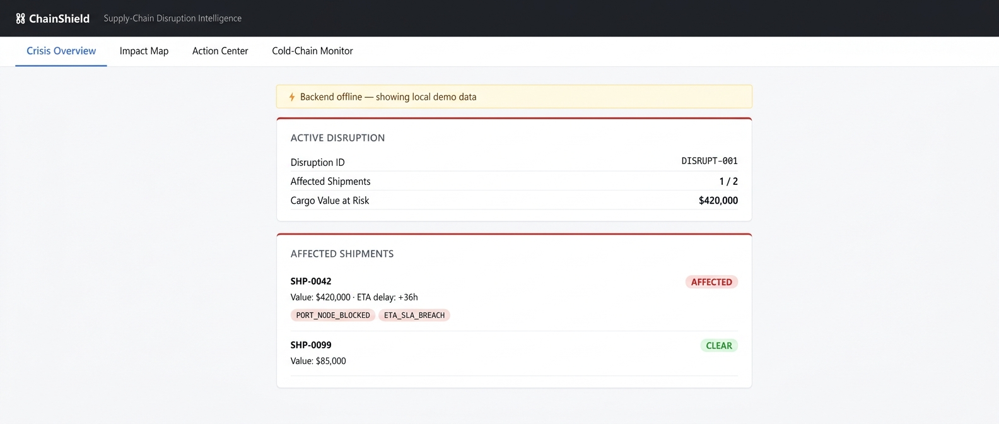 ChainShield Supply-Chain Disruption Intelligence
Crisis Overview Impact Map Action Center Cold-Chain Monitor
Backend offline — showing local demo data
ACTIVE DISRUPTION
Disruption ID DISRUPT-001
Affected Shipments 1 / 2
Cargo Value at Risk $420,000
AFFECTED SHIPMENTS
SHP-0042 AFFECTED
Value: $420,000 · ETA delay: +36h
PORT_NODE_BLOCKED ETA_SLA_BREACH
SHP-0099 CLEAR
Value: $85,000